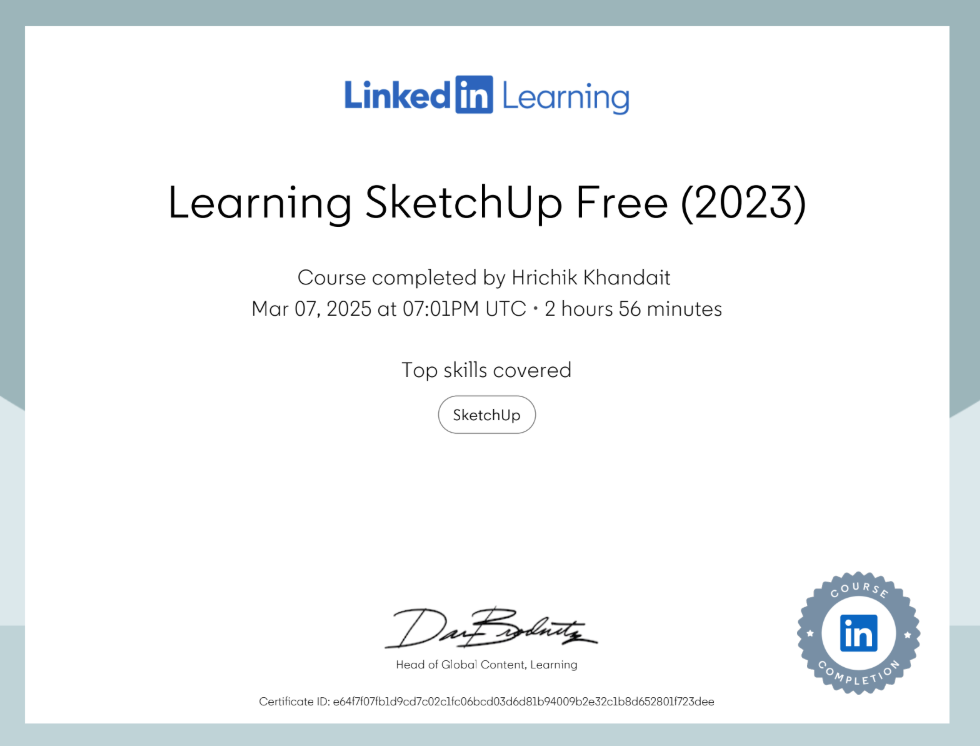 Linked in Learning
Learning SketchUp Free (2023)
Course completed by Hrichik Khandait
Mar 07, 2025 at 07:01PM UTC • 2 hours 56 minutes
Top skills covered
SketchUp
Dan Brodnitz
Head of Global Content, Learning
COURSE
in
COMPLETION
Certificate ID: e64f7f07fb1d9cd7c02c1fc06bcd03d6d81b94009b2e32c1b8d652801f723dee